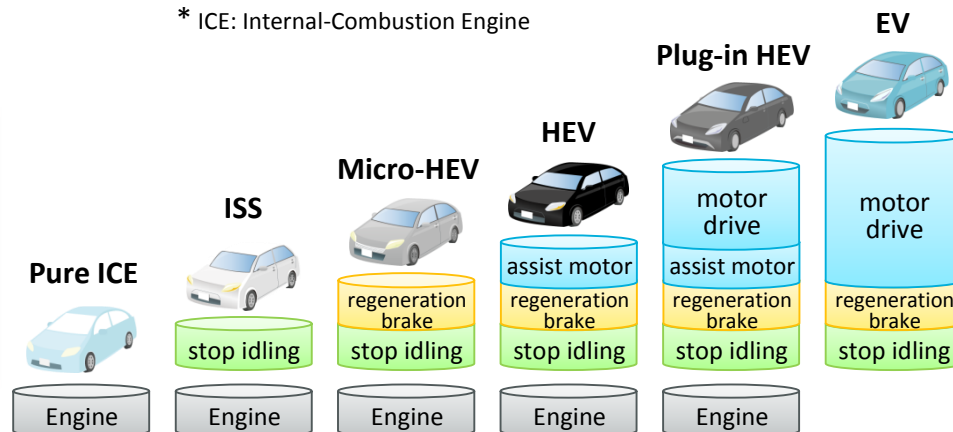 * ICE: Internal-Combustion Engine
EV
Plug-in HEV
HEV
Micro-HEV
ISS
Pure ICE
motor
drive
motor
drive
assist motor
assist motor
regeneration
brake
regeneration
brake
regeneration
brake
regeneration
brake
stop idling
stop idling
stop idling
stop idling
stop idling
Engine
Engine
Engine
Engine
Engine